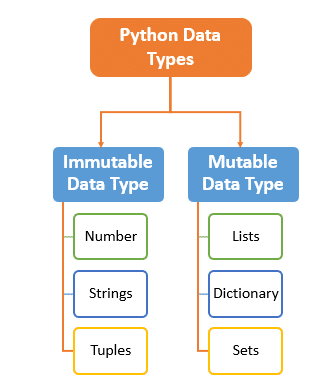 Python Data
Types
Immutable
Data Type
Mutable
Data Type
Number
Lists
Strings
Dictionary
Tuples
Sets